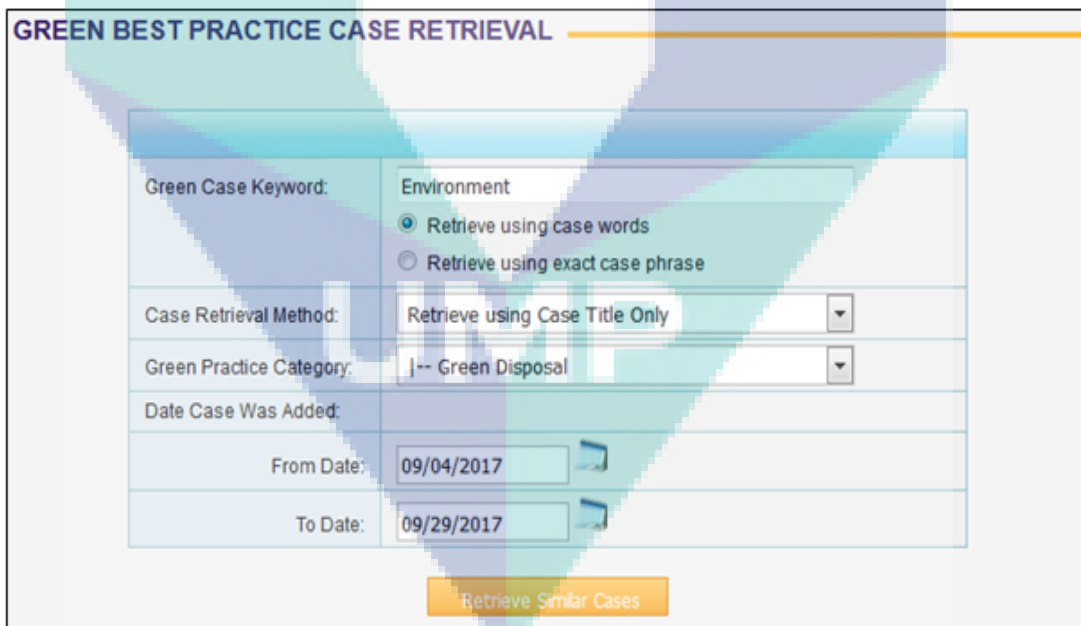 GREEN BEST PRACTICE CASE RETRIEVAL
Green Case Keyword: Environment
Retrieve using case words
Retrieve using exact case phrase
Case Retrieval Method: Retrieve using Case Title Only
Green Practice Category: |-- Green Disposal
Date Case Was Added:
From Date: 09/04/2017
To Date: 09/29/2017
Retrieve Similar Cases
UMP